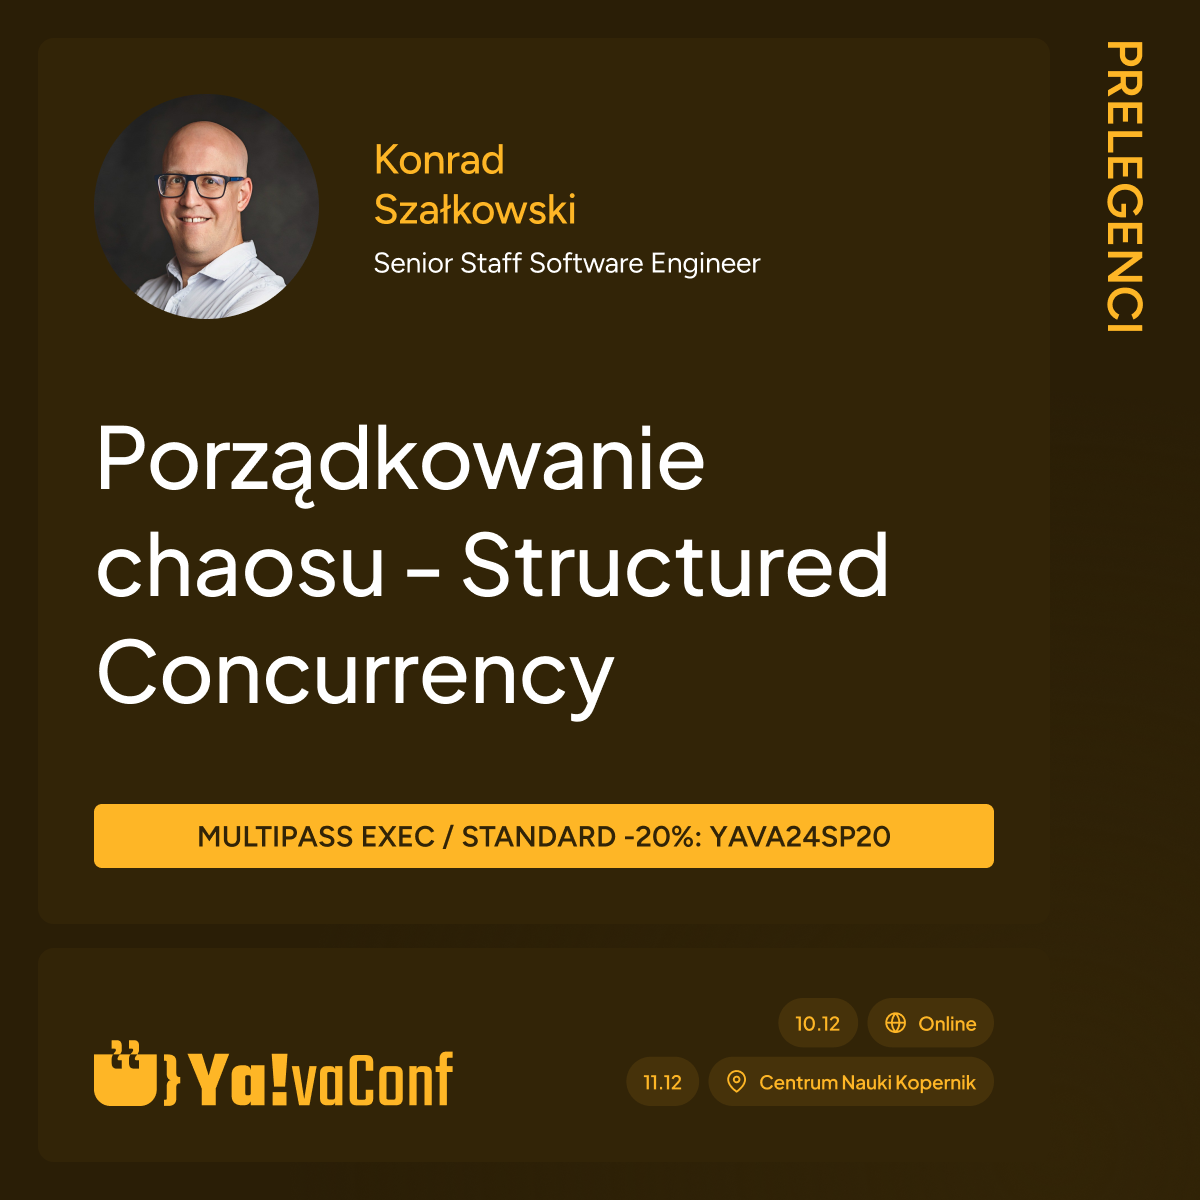 PRELEGENCI
Konrad
Szałkowski
Senior Staff Software Engineer
Porządkowanie
chaosu - Structured
Concurrency
MULTIPASS EXEC / STANDARD -20%: YAVA24SP20
Ya!vaConf
10.12
Online
11.12
Centrum Nauki Kopernik